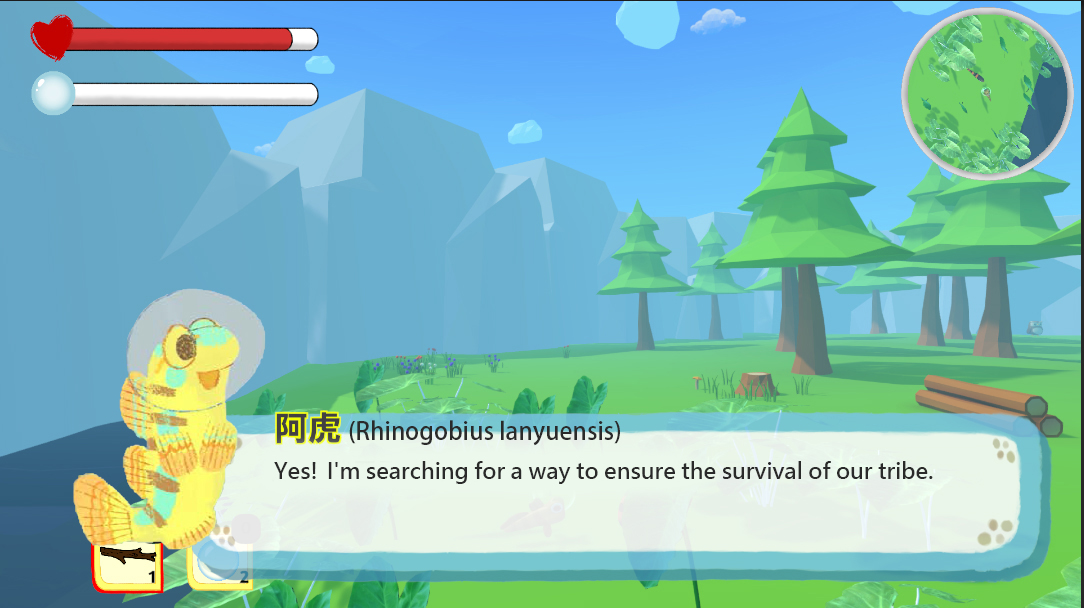 阿虎 (Rhinogobius lanyuensis)
Yes! I'm searching for a way to ensure the survival of our tribe.
1 2